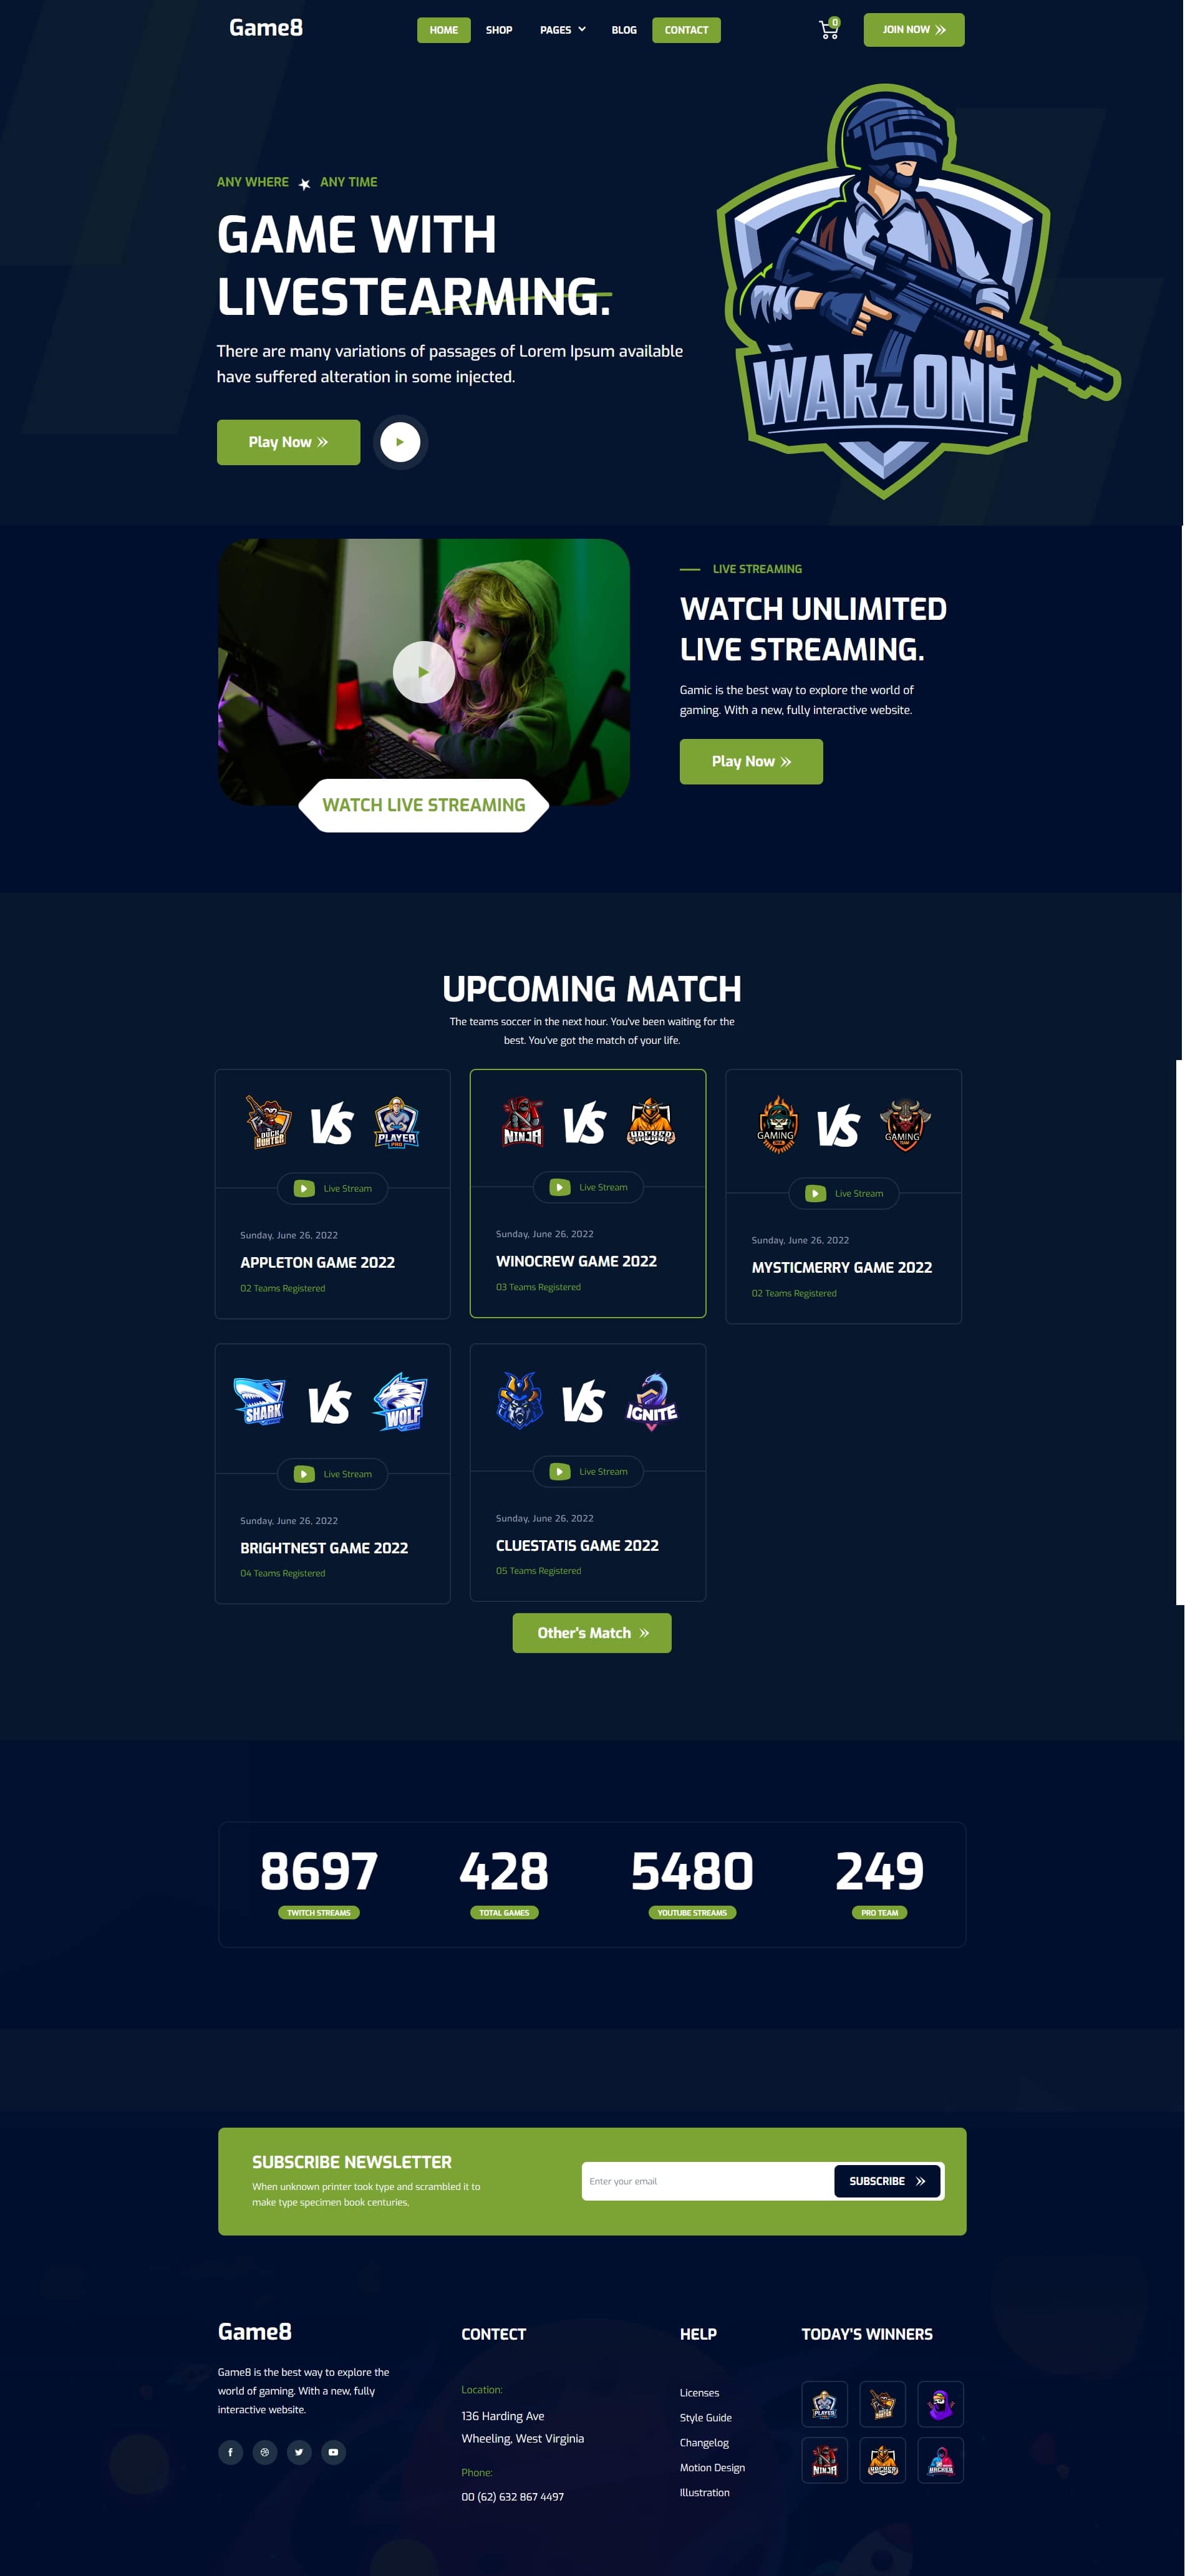 Game8
HOME
SHOP
PAGES
BLOG
CONTACT
0
JOIN NOW
ANY WHERE
ANY TIME
GAME WITH
LIVESTEARMING.
There are many variations of passages of Lorem Ipsum available
have suffered alteration in some injected.
Play Now
WARZONE
LIVE STREAMING
WATCH UNLIMITED
LIVE STREAMING.
Gamic is the best way to explore the world of
gaming. With a new, fully interactive website.
Play Now
WATCH LIVE STREAMING
UPCOMING MATCH
The teams soccer in the next hour. You've been waiting for the
best. You've got the match of your life.
DUCK
HUNTER
VS
PLAYER
PRO
Live Stream
Sunday, June 26, 2022
APPLETON GAME 2022
02 Teams Registered
NINJA
VS
HACKER
Live Stream
Sunday, June 26, 2022
WINOCREW GAME 2022
03 Teams Registered
GAMING
VS
GAMING
TEAM
Live Stream
Sunday, June 26, 2022
MYSTICMERRY GAME 2022
02 Teams Registered
SHARK
VS
WOLF
Live Stream
Sunday, June 26, 2022
BRIGHTNEST GAME 2022
04 Teams Registered
VS
IGNITE
Live Stream
Sunday, June 26, 2022
CLUESTATIS GAME 2022
05 Teams Registered
Other's Match
8697
TWITCH STREAMS
428
TOTAL GAMES
5480
YOUTUBE STREAMS
249
PRO TEAM
SUBSCRIBE NEWSLETTER
When unknown printer took type and scrambled it to
make type specimen book centuries,
Enter your email
SUBSCRIBE
Game8
Game8 is the best way to explore the
world of gaming. With a new, fully
interactive website.
CONTECT
Location:
136 Harding Ave
Wheeling, West Virginia
Phone:
00 (62) 632 867 4497
HELP
Licenses
Style Guide
Changelog
Motion Design
Illustration
TODAY'S WINNERS
PLAYER
HUNTER
NINJA
HACKER
HACKER